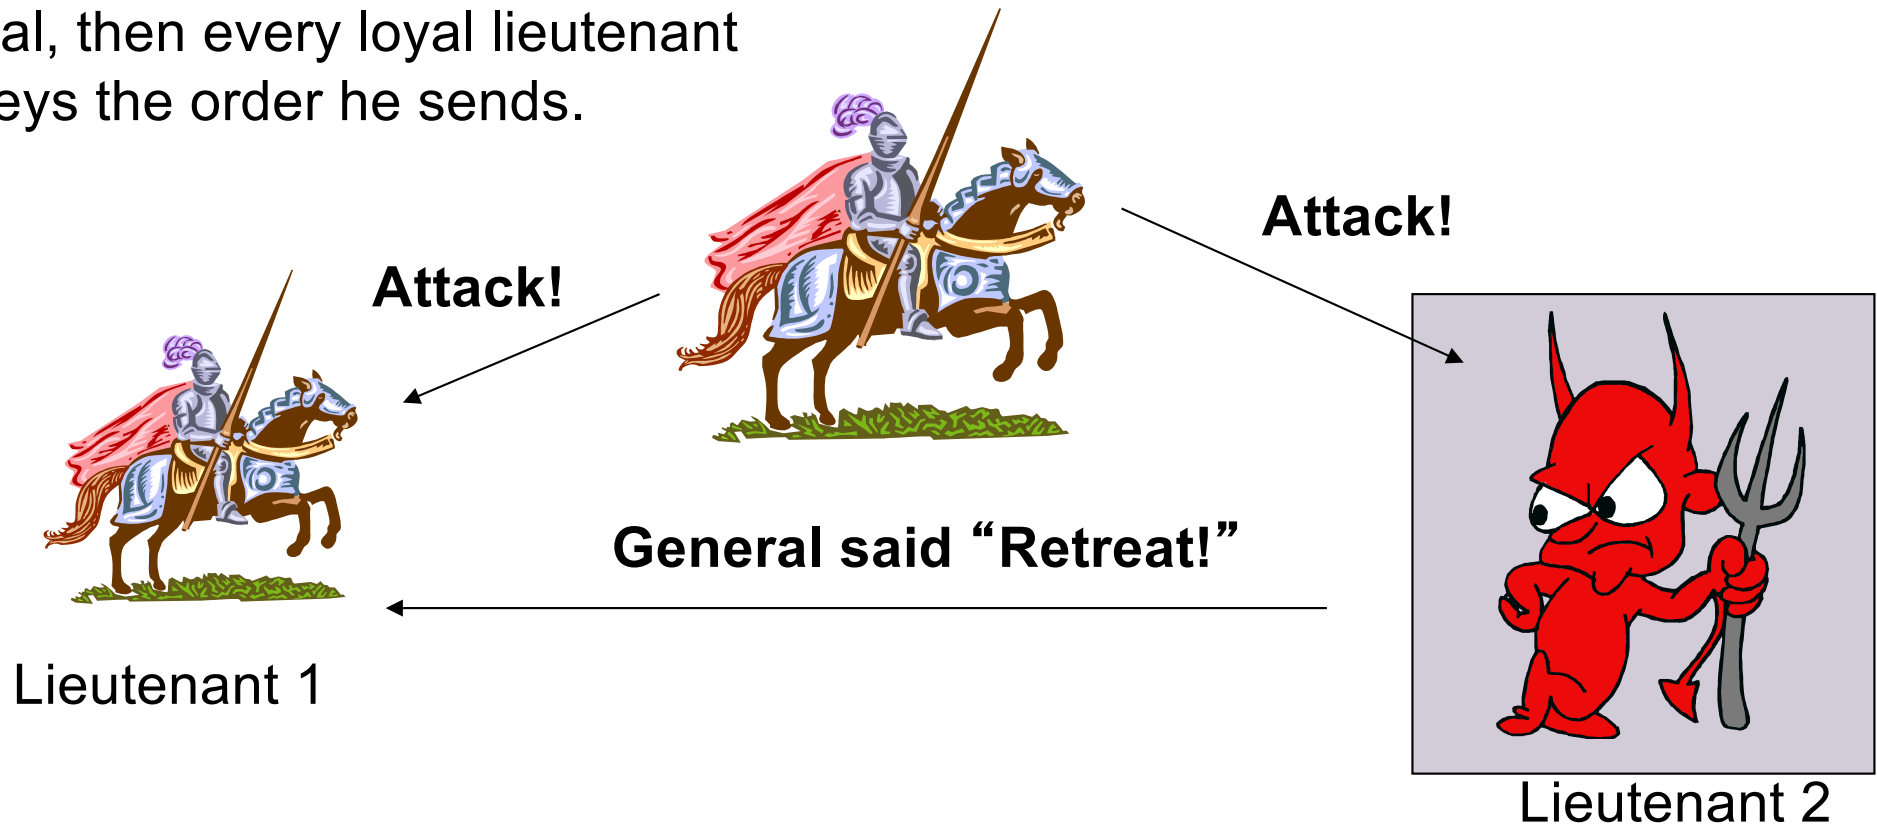 al, then every loyal lieutenant
eys the order he sends.
Attack!
Attack!
General said “Retreat!”
Lieutenant 1
Lieutenant 2